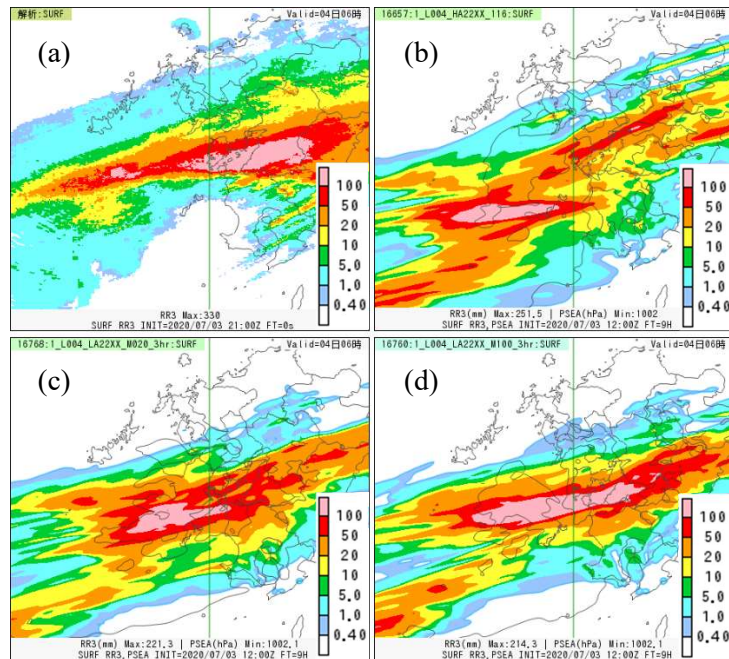 解析:SURF
Valid=04日06時
(a)
100
50
20
10
5.0
1.0
0.40
RR3 Max:330
SURF RR3 INIT=2020/07/03 21:00Z FT=0s
16657:1_L004_HA22XX_116:SURF
Valid=04日06時
(b)
100
50
20
10
5.0
1.0
0.40
RR3(mm) Max:251.5 | PSEA(hPa) Min:1002
SURF RR3,PSEA INIT=2020/07/03 12:00Z FT=9H
16768:1_L004_LA22XX_M020_3hr:SURF
Valid=04日06時
(c)
100
50
20
10
5.0
1.0
0.40
RR3(mm) Max:221.3 | PSEA(hPa) Min:1002.1
SURF RR3,PSEA INIT=2020/07/03 12:00Z FT=9H
16760:1_L004_LA22XX_M100_3hr:SURF
Valid=04日06時
(d)
100
50
20
10
5.0
1.0
0.40
RR3(mm) Max:214.3 | PSEA(hPa) Min:1002.1
SURF RR3,PSEA INIT=2020/07/03 12:00Z FT=9H